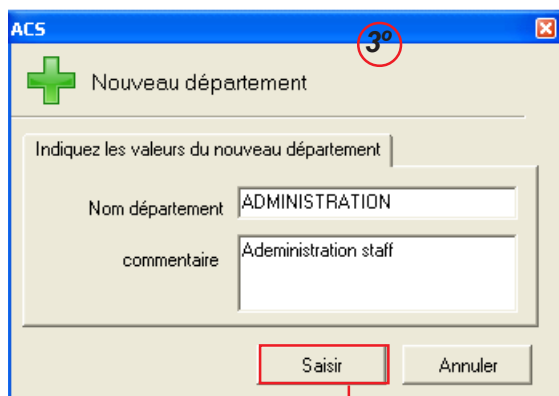 ACS
3º
Nouveau département
Indiquez les valeurs du nouveau département
Nom département ADMINISTRATION
commentaire Adeministration staff
Saisir Annuler